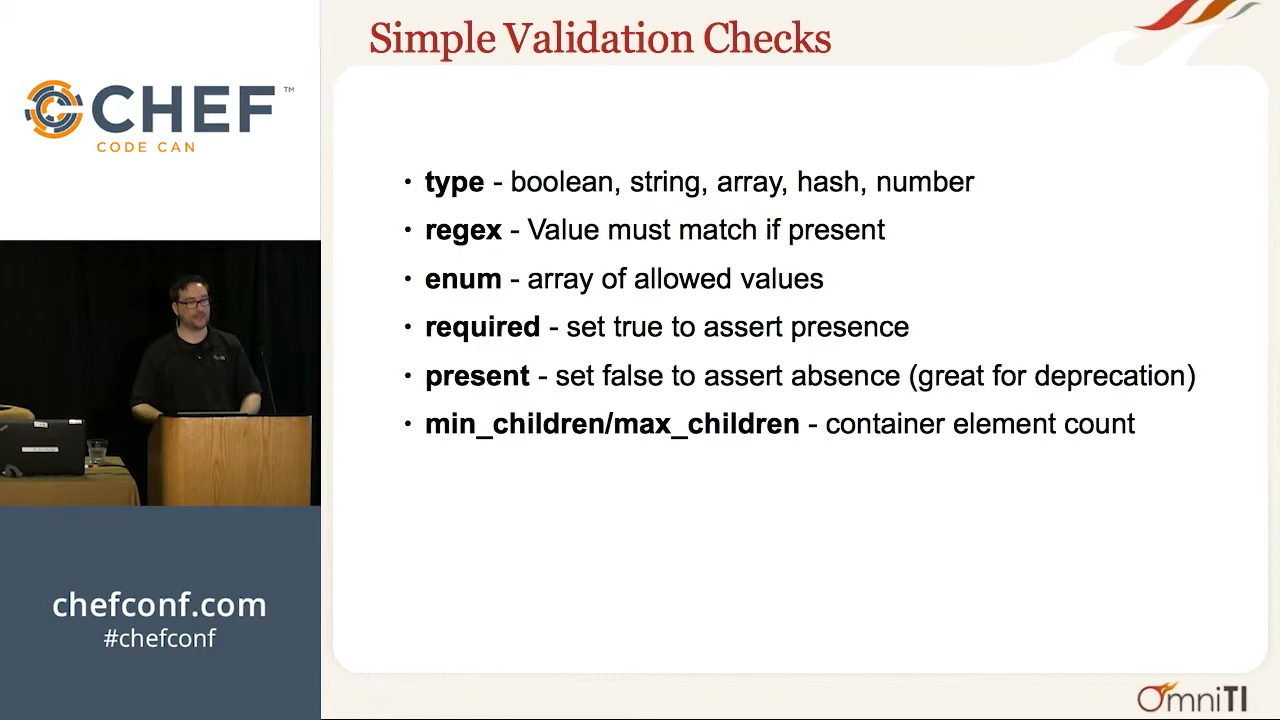 Simple Validation Checks
CHEF™
CODE CAN
• type - boolean, string, array, hash, number
• regex - Value must match if present
• enum - array of allowed values
• required - set true to assert presence
• present - set false to assert absence (great for deprecation)
• min_children/max_children - container element count
chefconf.com
#chefconf
OmniTI